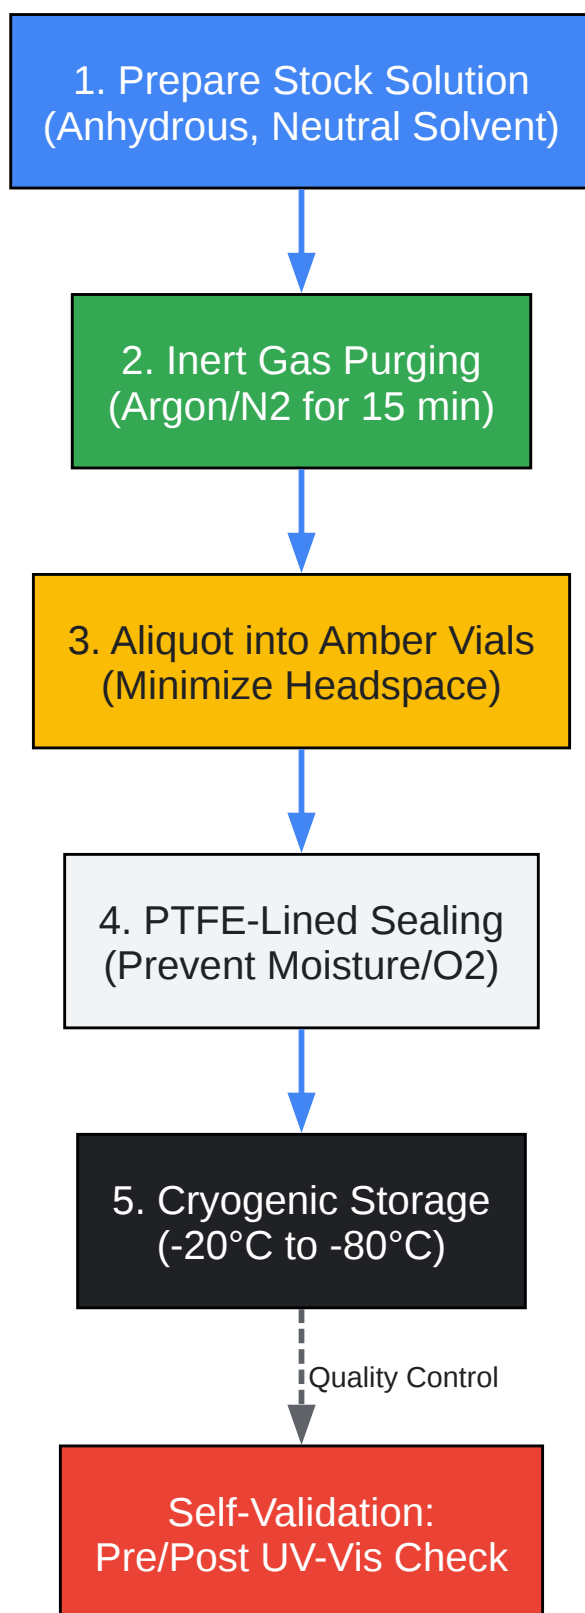 1. Prepare Stock Solution
(Anhydrous, Neutral Solvent)
2. Inert Gas Purging
(Argon/N2 for 15 min)
3. Aliquot into Amber Vials
(Minimize Headspace)
4. PTFE-Lined Sealing
(Prevent Moisture/O2)
5. Cryogenic Storage
(-20°C to -80°C)
Quality Control
Self-Validation:
Pre/Post UV-Vis Check